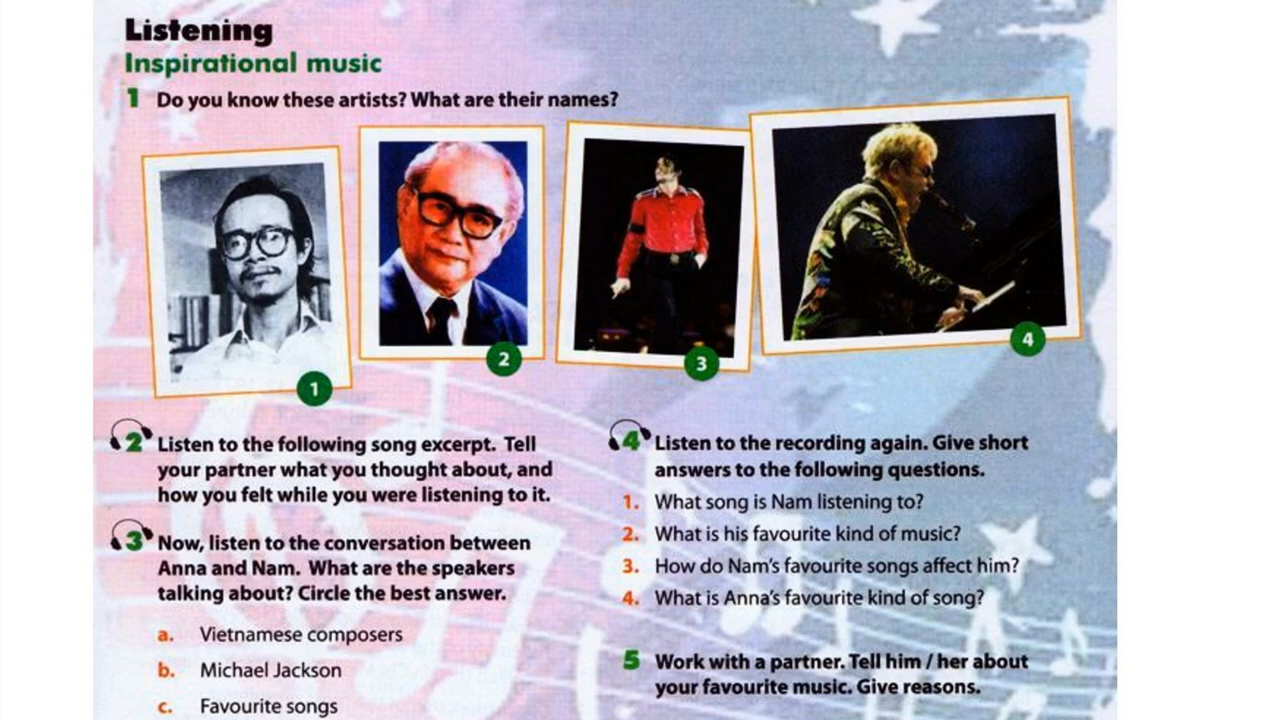 Listening
Inspirational music
1 Do you know these artists? What are their names?
1
2
3
4
2 Listen to the following song excerpt. Tell
your partner what you thought about, and
how you felt while you were listening to it.
3 Now, listen to the conversation between
Anna and Nam. What are the speakers
talking about? Circle the best answer.
a. Vietnamese composers
b. Michael Jackson
c. Favourite songs
4 Listen to the recording again. Give short
answers to the following questions.
1. What song is Nam listening to?
2. What is his favourite kind of music?
3. How do Nam's favourite songs affect him?
4. What is Anna's favourite kind of song?
5 Work with a partner. Tell him / her about
your favourite music. Give reasons.